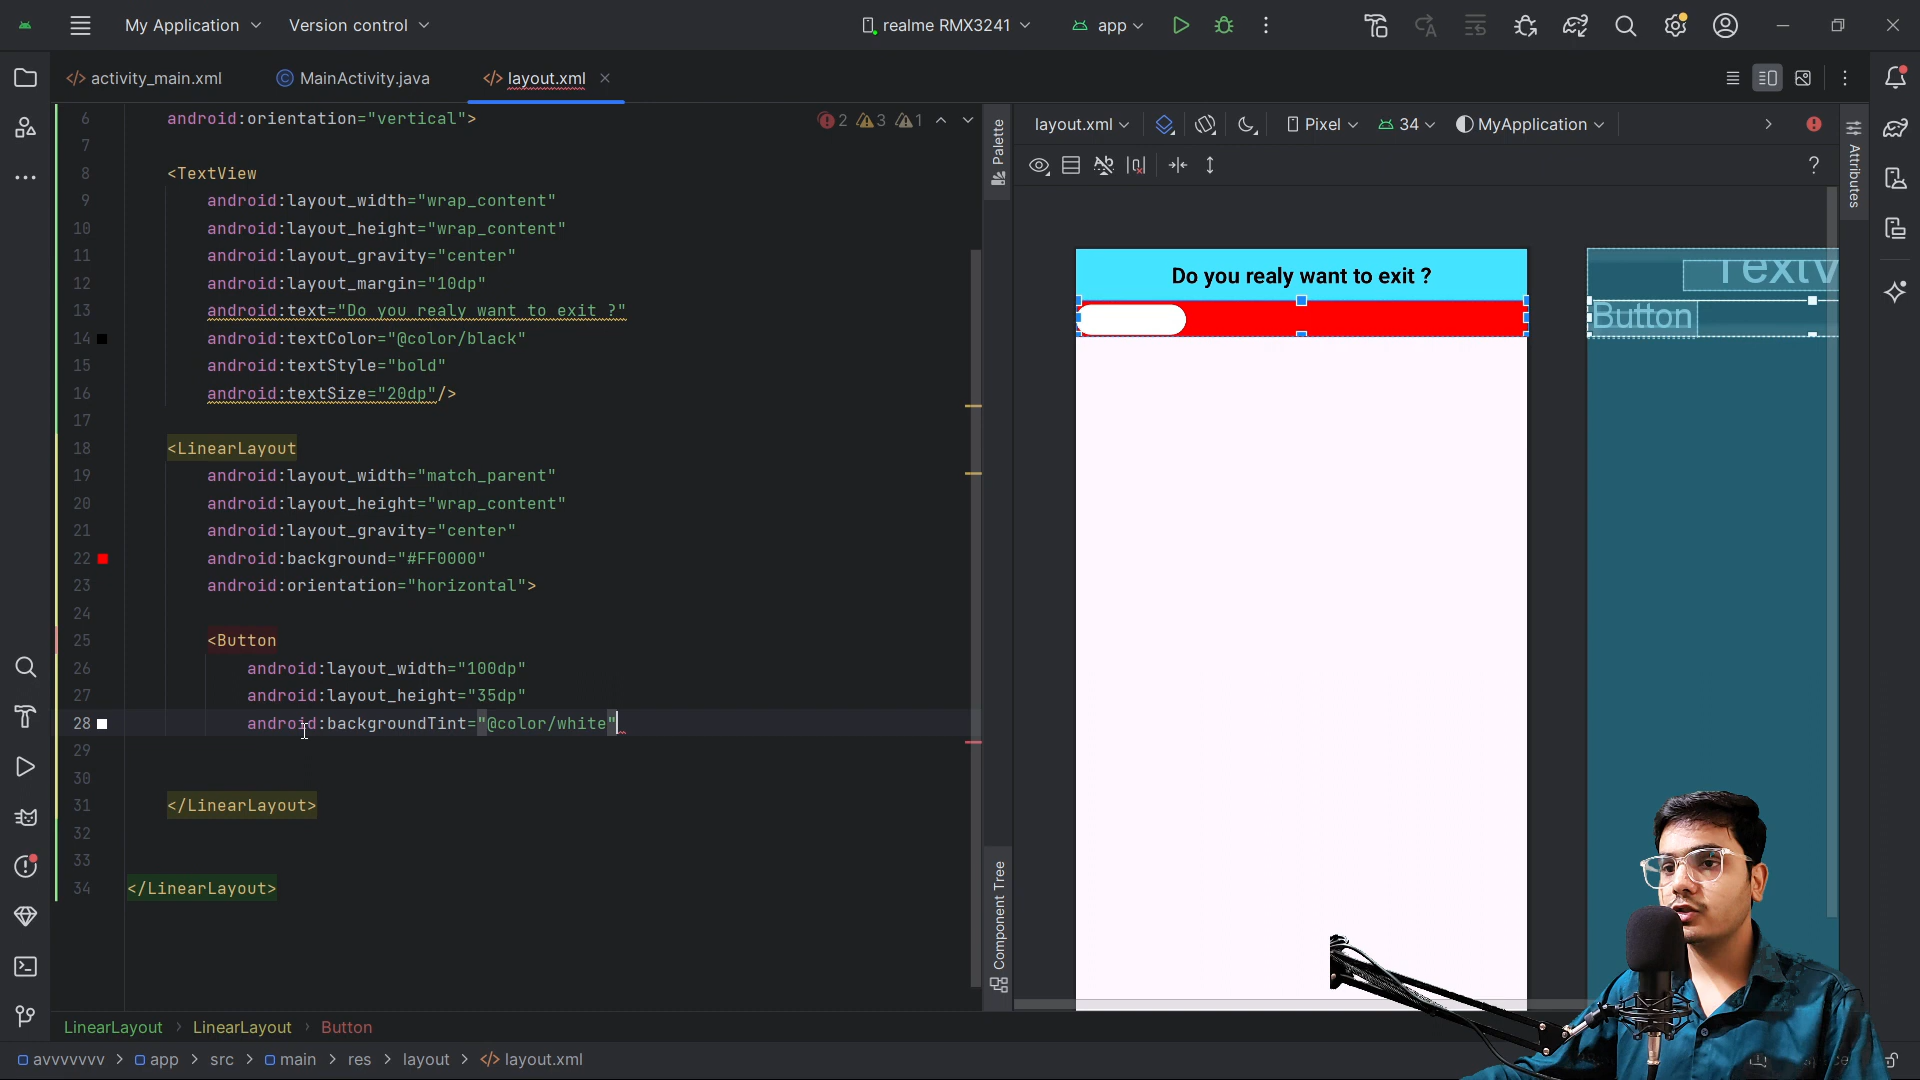 My Application
Version control
realme RMX3241
app
activity_main.xml
MainActivity.java
layout.xml
2 3 1
6 android:orientation="vertical">
7
8 <TextView
9 android:layout_width="wrap_content"
10 android:layout_height="wrap_content"
11 android:layout_gravity="center"
12 android:layout_margin="10dp"
13 android:text="Do you realy want to exit ?"
14 android:textColor="@color/black"
15 android:textStyle="bold"
16 android:textSize="20dp"/>
17
18 <LinearLayout
19 android:layout_width="match_parent"
20 android:layout_height="wrap_content"
21 android:layout_gravity="center"
22 android:background="#FF0000"
23 android:orientation="horizontal">
24
25 <Button
26 android:layout_width="100dp"
27 android:layout_height="35dp"
28 android:backgroundTint="@color/white"
29
30
31 </LinearLayout>
32
33
34 </LinearLayout>
Palette
Component Tree
layout.xml
Pixel
34
MyApplication
?
Attributes
Do you realy want to exit ?
TextV
Button
LinearLayout > LinearLayout > Button
avvvvvvv > app > src > main > res > layout > layout.xml